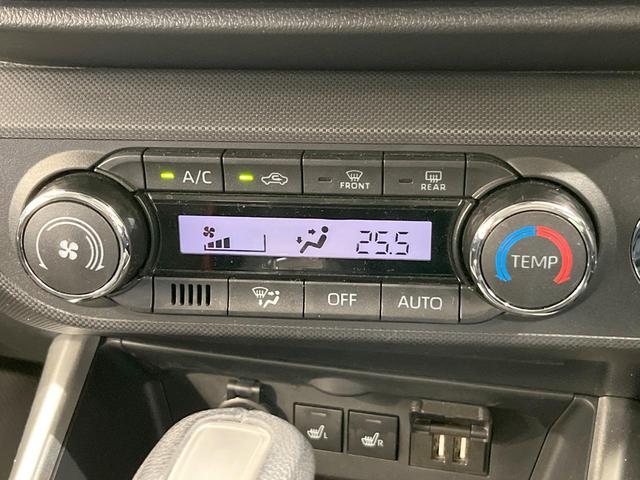 A/C
FRONT
REAR
25.5
TEMP
OFF
AUTO
L
R